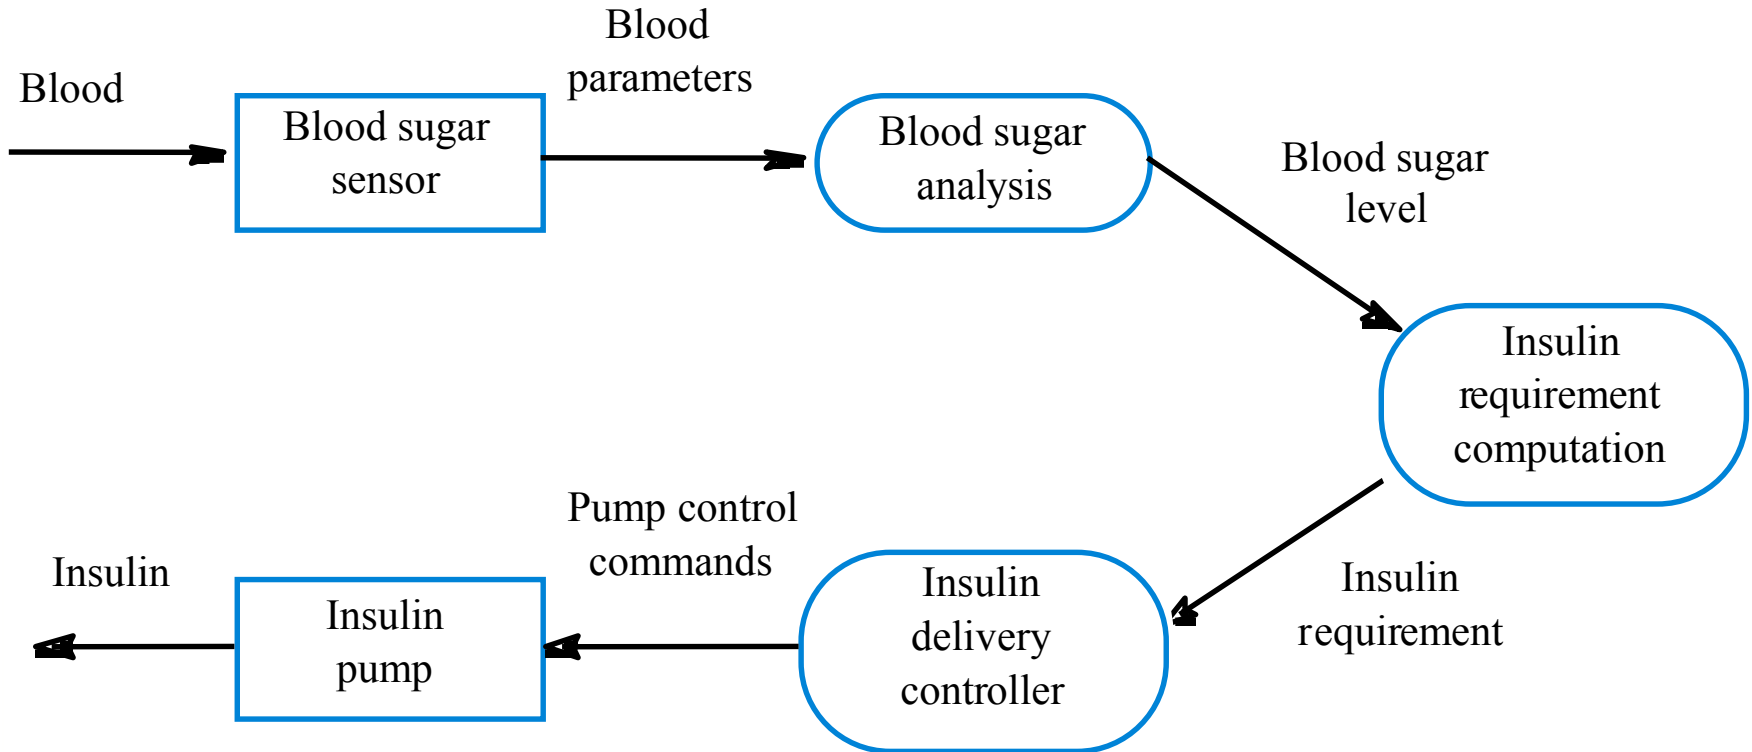 Blood
Blood sugar
sensor
Blood
parameters
Blood sugar
analysis
Blood sugar
level
Insulin
requirement
computation
Insulin
requirement
Insulin
delivery
controller
Pump control
commands
Insulin
pump
Insulin